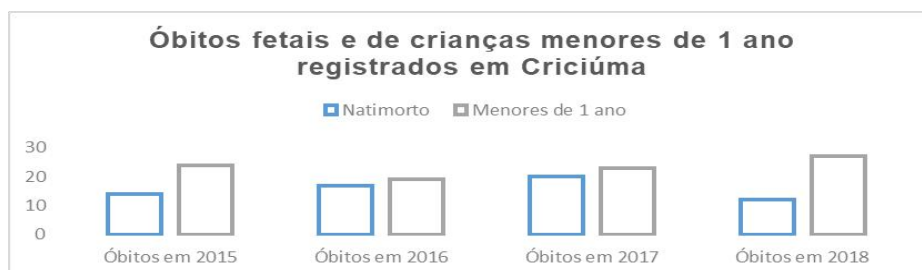 Óbitos fetais e de crianças menores de 1 ano
registrados em Criciúma
Natimorto Menores de 1 ano
30
20
10
0
Óbitos em 2015 Óbitos em 2016 Óbitos em 2017 Óbitos em 2018